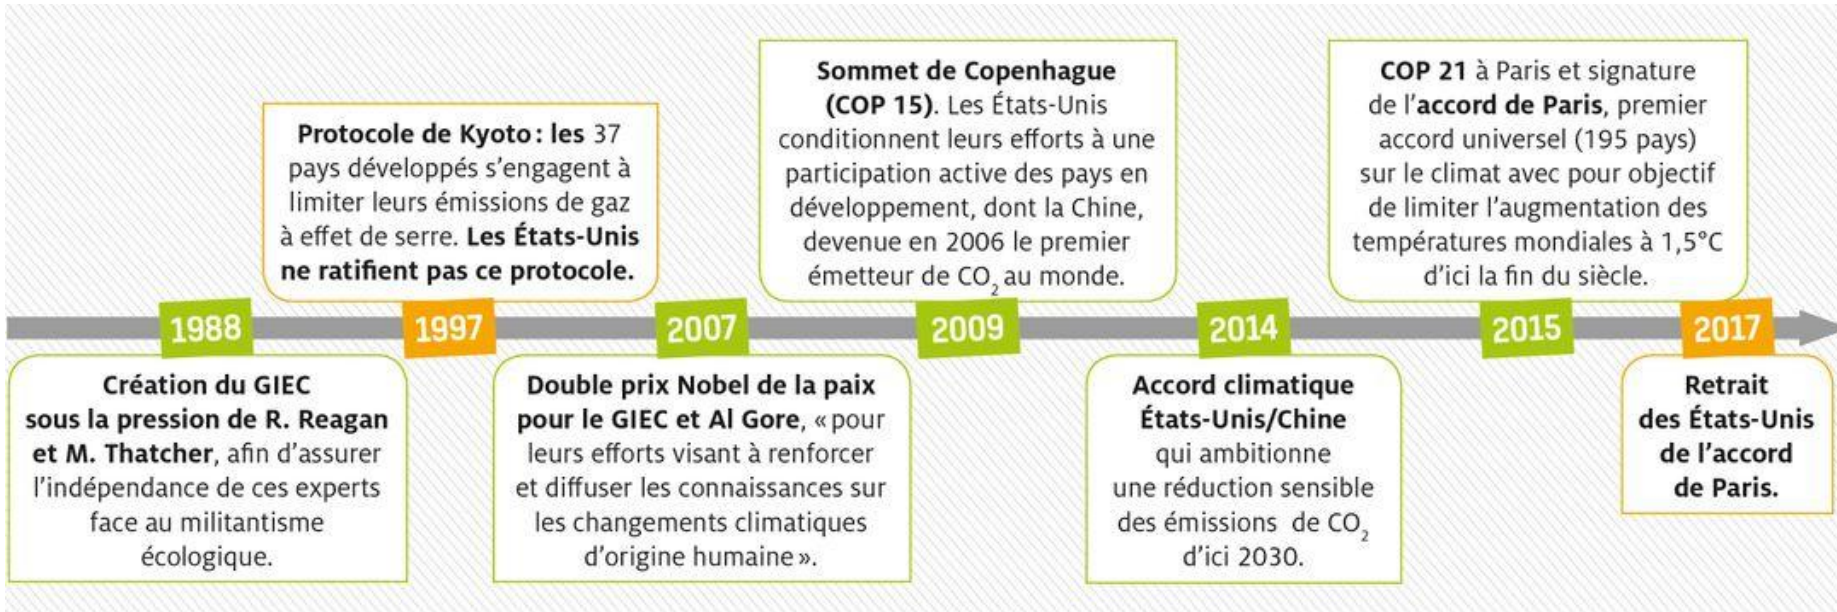 1988
Création du GIEC
sous la pression de R. Reagan
et M. Thatcher, afin d'assurer
l'indépendance de ces experts
face au militantisme
écologique.
Protocole de Kyoto : les 37
pays développés s'engagent à
limiter leurs émissions de gaz
à effet de serre. Les États-Unis
ne ratifient pas ce protocole.
1997
2007
Double prix Nobel de la paix
pour le GIEC et Al Gore, « pour
leurs efforts visant à renforcer
et diffuser les connaissances sur
les changements climatiques
d'origine humaine ».
Sommet de Copenhague
(COP 15). Les États-Unis
conditionnent leurs efforts à une
participation active des pays en
développement, dont la Chine,
devenue en 2006 le premier
émetteur de CO₂ au monde.
2009
2014
Accord climatique
États-Unis/Chine
qui ambitionne
une réduction sensible
des émissions de CO₂
d'ici 2030.
COP 21 à Paris et signature
de l'accord de Paris, premier
accord universel (195 pays)
sur le climat avec pour objectif
de limiter l'augmentation des
températures mondiales à 1,5°C
d'ici la fin du siècle.
2015
2017
Retrait
des États-Unis
de l'accord
de Paris.